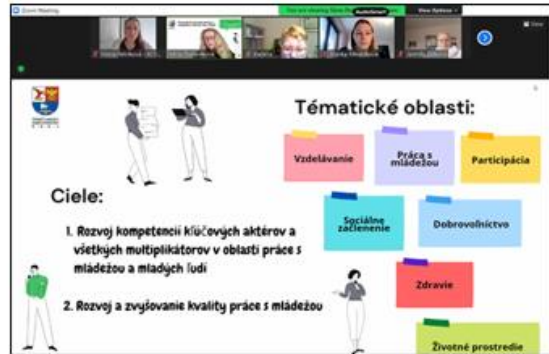 Zoom Meeting
View Options
View
Tématické oblasti:
Vzdelávanie
Práca s
mládežou
Participácia
Ciele:
Sociálne
začlenenie
Dobrovoľníctvo
1. Rozvoj kompetencií kľúčových aktérov a
všetkých multiplikátorov v oblasti práce s
mládežou a mladých ľudí
Zdravie
2. Rozvoj a zvyšovanie kvality práce s mládežou
Životné prostredie